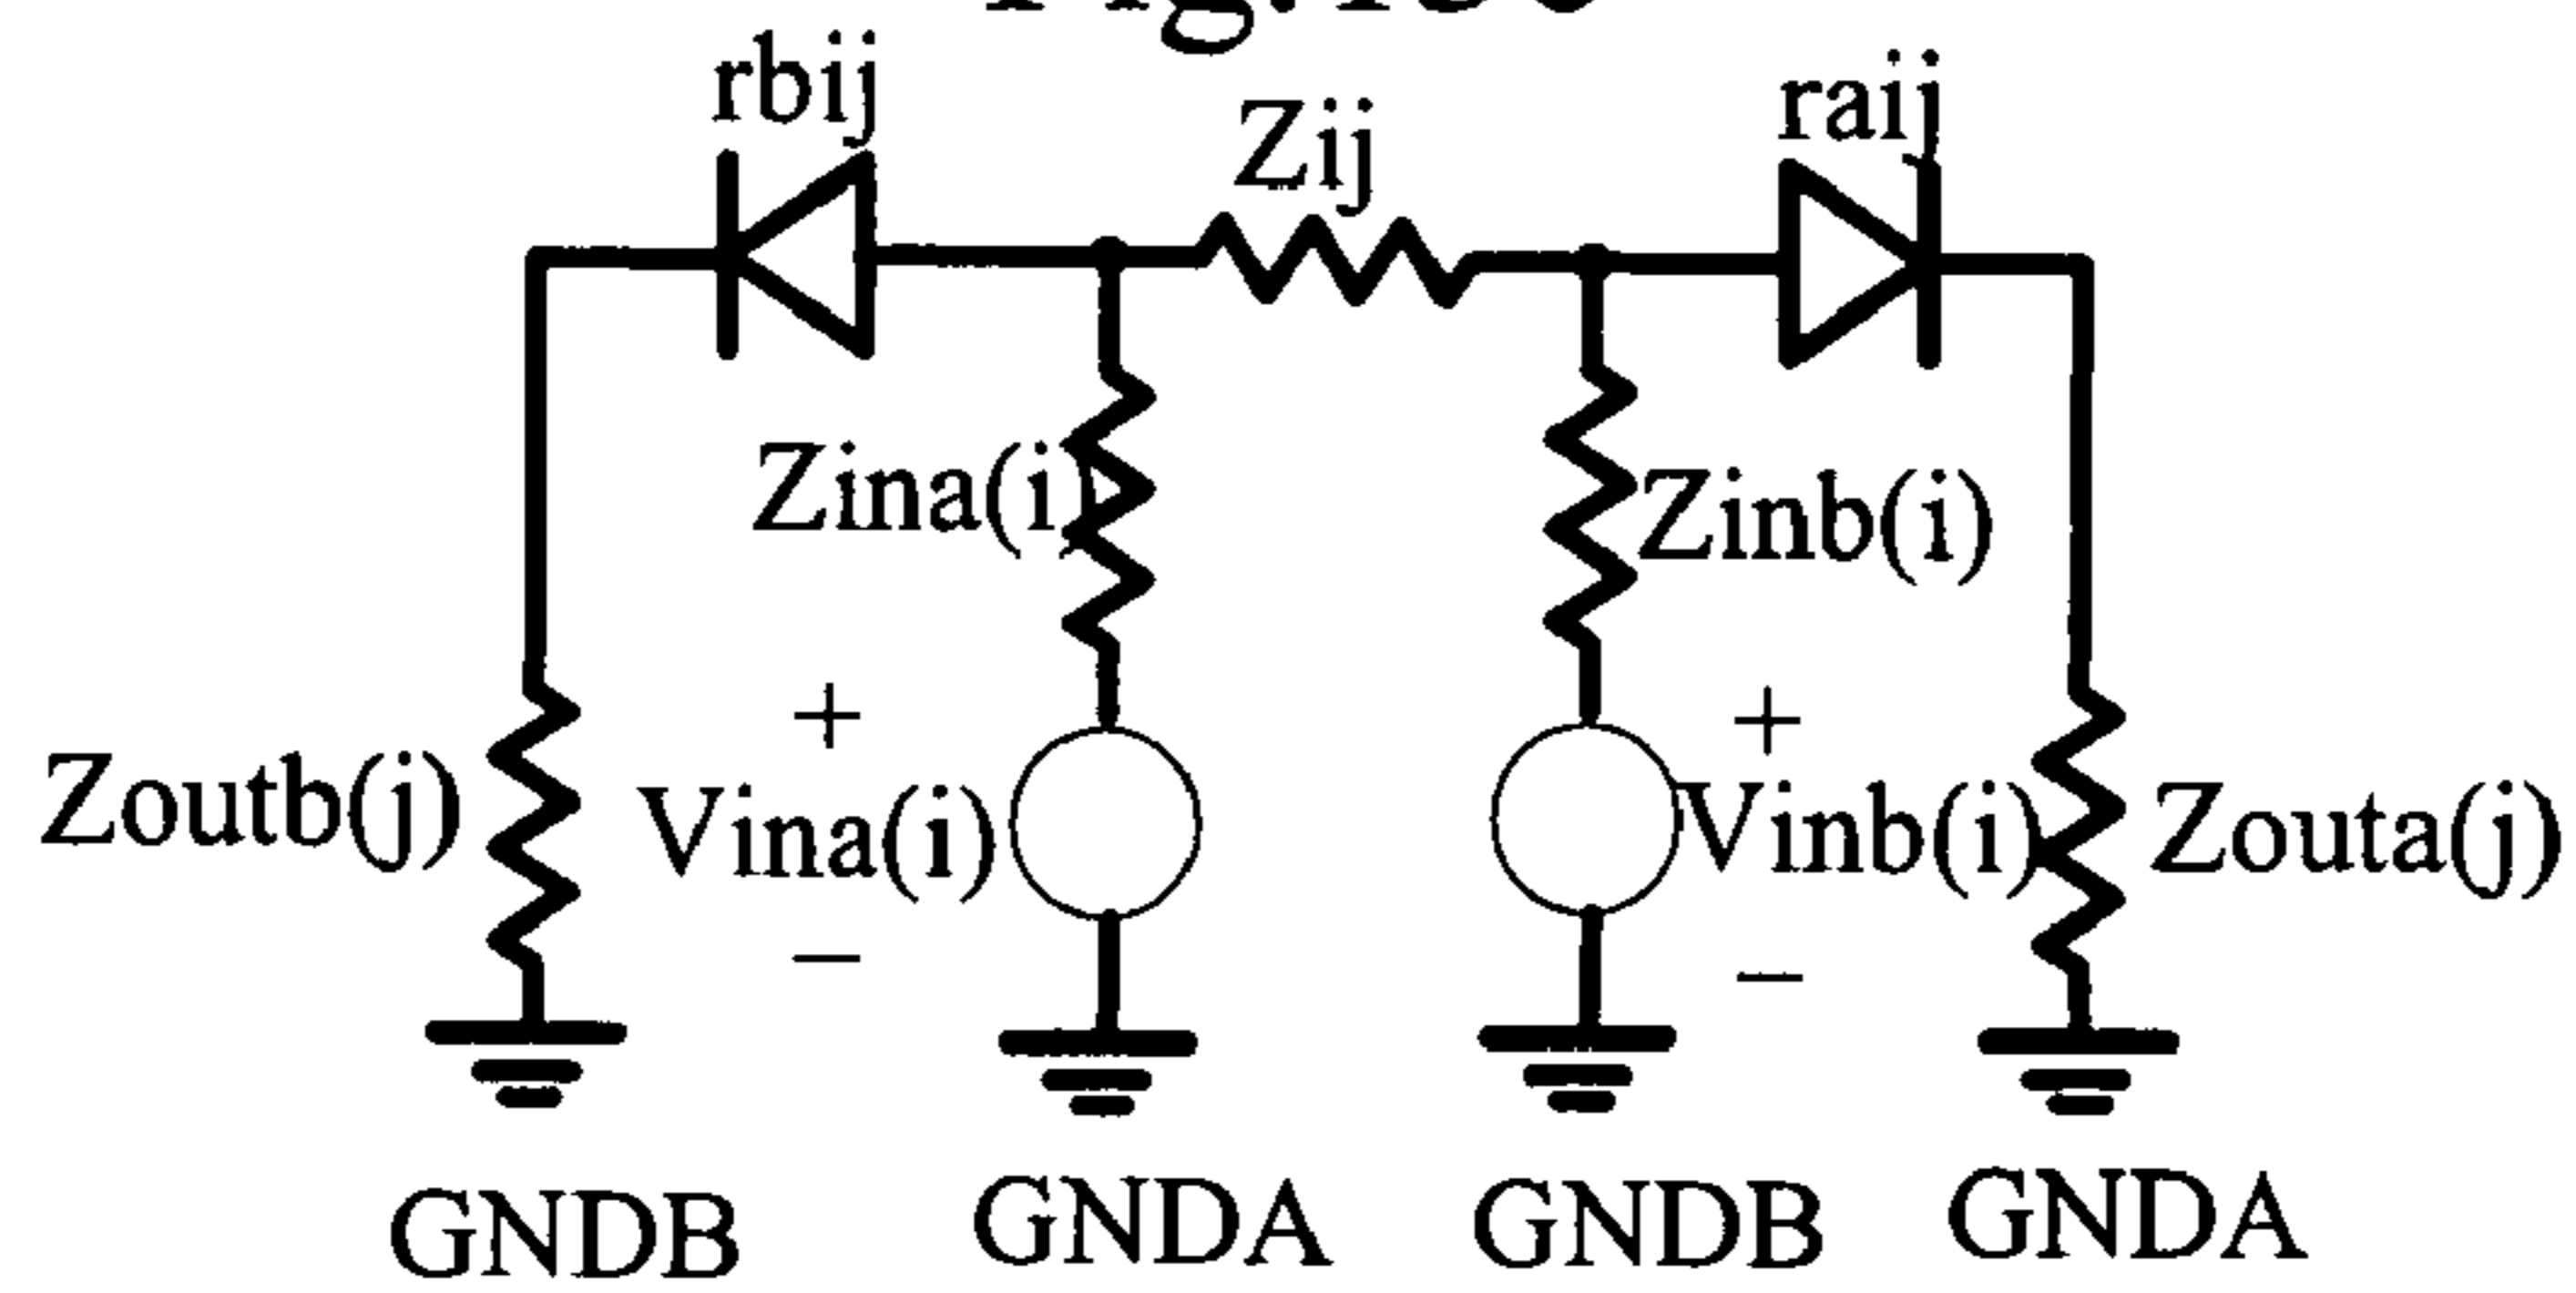 rbij
Zij
raij
Zina(i)
Zinb(i)
+
+
Zoutb(j)
Vina(i)
Vinb(i)
Zouta(j)
−
−
GNDB
GNDA
GNDB
GNDA